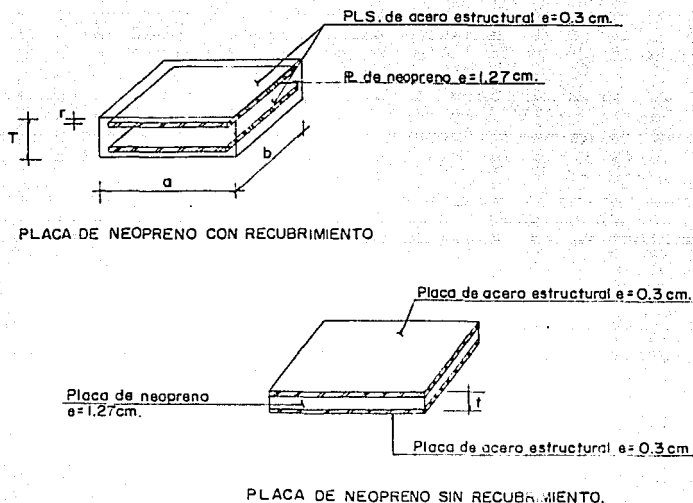 PLS. de acero estructural e=0.3 cm.
PL de neopreno e=1.27 cm.
r
T
b
a
PLACA DE NEOPRENO CON RECUBRIMIENTO
Placa de acero estructural e=0.3 cm.
Placa de neopreno
e=1.27cm.
t
Placa de acero estructural e=0.3 cm
PLACA DE NEOPRENO SIN RECUBRIMIENTO.